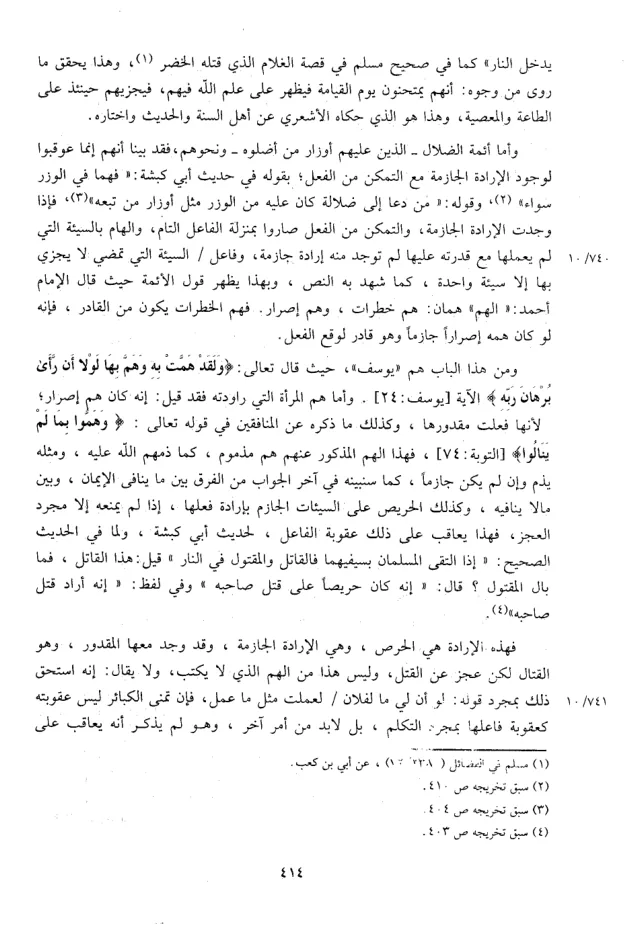 يدخل النار» كما في صحيح مسلم في قصة الغلام الذي قتله الخضر (١)، وهذا يحقق ما
روى من وجوه: أنهم يمتحنون يوم القيامة فيظهر على علم الله فيهم، فيجزيهم حينئذ على
الطاعة والمعصية، وهذا هو الذي حكاه الأشعري عن أهل السنة والحديث واختاره.
وأما أئمة الضلال ـ الذين عليهم أوزار من أضلوه ـ ونحوهم، فقد بينا أنهم إنما عوقبوا
لوجود الإرادة الجازمة مع التمكن من الفعل؛ بقوله في حديث أبي كبشة:« فهما في الوزر
سواء» (٢)، وقوله:« من دعا إلى ضلالة كان عليه من الوزر مثل أوزار من تبعه»(٣)، فإذا
وجدت الإرادة الجازمة، والتمكن من الفعل صاروا بمنزلة الفاعل التام، والهام بالسيئة التي
١٠/٧٤٠ لم يعملها مع قدرته عليها لم توجد منه إرادة جازمة، وفاعل / السيئة التي تمضي لا يجزي
بها إلا سيئة واحدة ، كما شهد به النص ، وبهذا يظهر قول الأئمة حيث قال الإمام
أحمد:« الهم» همان: هم خطرات ، وهم إصرار. فهم الخطرات يكون من القادر ، فإنه
لو كان همه إصراراً جازماً وهو قادر لوقع الفعل.
ومن هذا الباب هم «يوسف»، حيث قال تعالى:﴿وَلَقَدْ هَمَّتْ بِهِ وَهَمَّ بِهَا لَوْلا أَن رَّأَىٰ
بُرْهَانَ رَبِّهِ ﴾ الآية [يوسف:٢٤] . وأما هم المرأة التي راودته فقد قيل: إنه كان هم إصرار؛
لأنها فعلت مقدورها ، وكذلك ما ذكره عن المنافقين في قوله تعالى : ﴿ وَهَمُّوا بِمَا لَمْ
يَنَالُوا﴾ [التوبة:٧٤] ، فهذا الهم المذكور عنهم هم مذموم ، كما ذمهم الله عليه ، ومثله
يذم وإن لم يكن جازماً ، كما سنبينه في آخر الجواب من الفرق بين ما ينافى الإيمان ، وبين
مالا ينافيه ، وكذلك الحريص على السيئات الجازم بإرادة فعلها ، إذا لم يمنعه إلا مجرد
العجز، فهذا يعاقب على ذلك عقوبة الفاعل ، لحديث أبي كبشة ، ولما في الحديث
الصحيح: « إذا التقى المسلمان بسيفيهما فالقاتل والمقتول في النار » قيل:هذا القاتل ، فما
بال المقتول ؟ قال: « إنه كان حريصاً على قتل صاحبه » وفي لفظ: « إنه أراد قتل
صاحبه»(٤).
فهذه الإرادة هي الحرص ، وهي الإرادة الجازمة ، وقد وجد معها المقدور ، وهو
القتال لكن عجز عن القتل، وليس هذا من الهم الذي لا يكتب، ولا يقال: إنه استحق
١٠/٧٤١ ذلك بمجرد قوله: لو أن لي ما لفلان / لعملت مثل ما عمل، فإن تمنى الكبائر ليس عقوبته
كعقوبة فاعلها بمجرد التكلم ، بل لابد من أمر آخر ، وهو لم يذكر أنه يعاقب على
(١) مسلم في ، عن أبي بن كعب.
(٢) سبق تخريجه ص ٤١٠.
(٣) سبق تخريجه ص ٤٠٤.
(٤) سبق تخريجه ص ٤٠٣.
٤١٤